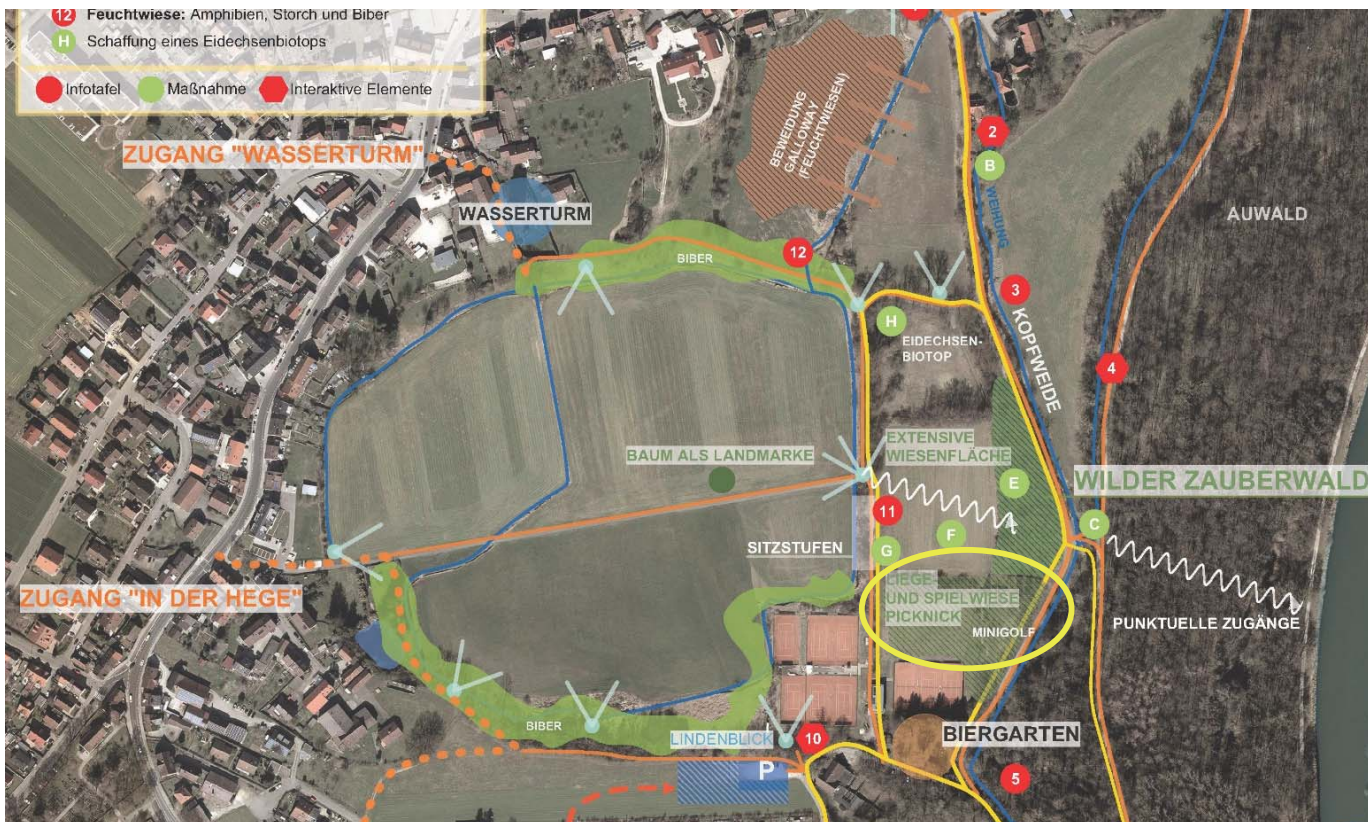 12 Feuchtwiese: Amphibien, Storch und Biber
H Schaffung eines Eidechsenbiotops
Infotafel Maßnahme Interaktive Elemente
ZUGANG "WASSERTURM"
WASSERTURM
BEWEIDUNG
GALLOWAY
(FEUCHTWIESEN)
2
B
WEIHUNG
AUWALD
BIBER
12
3
KOPFWEIDE
H
EIDECHSEN-
BIOTOP
4
BAUM ALS LANDMARKE
EXTENSIVE
WIESENFLÄCHE
E
WILDER ZAUBERWALD
11
C
F
SITZSTUFEN
G
ZUGANG "IN DER HEGE"
LIEGE-
UND SPIELWIESE
PICKNICK
MINIGOLF
PUNKTUELLE ZUGÄNGE
BIBER
LINDENBLICK
10
BIERGARTEN
P
5